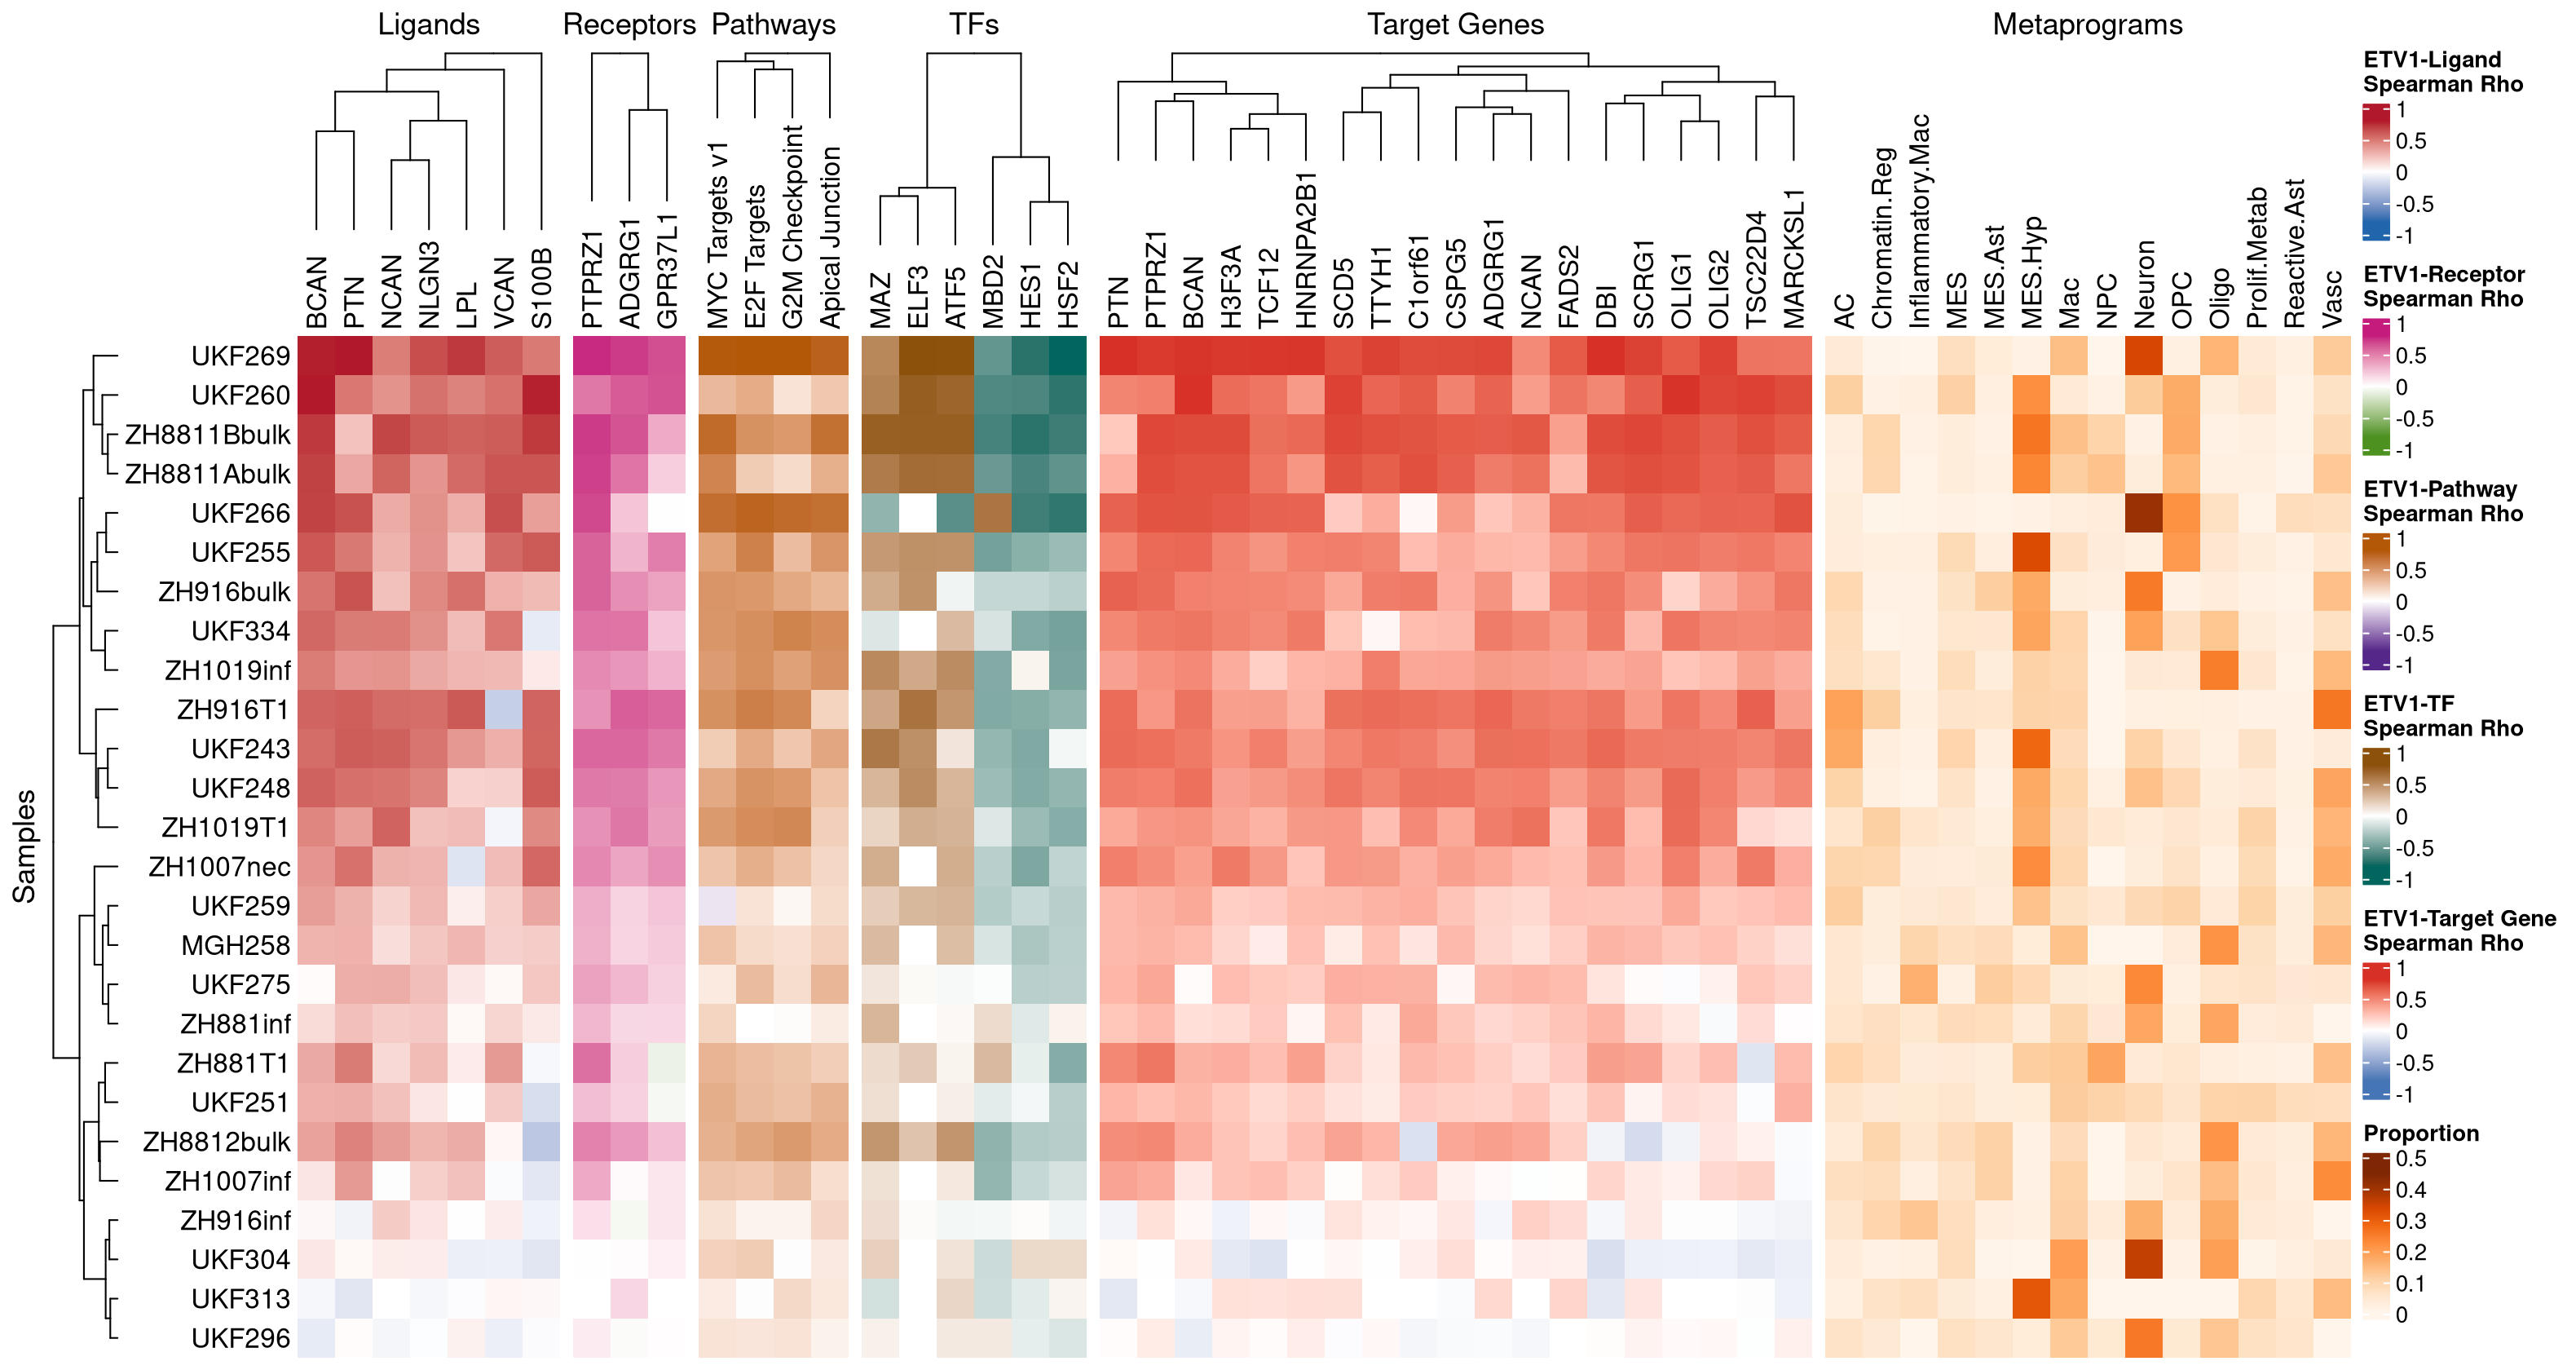 Ligands
Receptors
Pathways
TFs
Target Genes
Metaprograms
BCAN
PTN
NCAN
NLGN3
LPL
VCAN
S100B
PTPRZ1
ADGRG1
GPR37L1
MYC Targets v1
E2F Targets
G2M Checkpoint
Apical Junction
MAZ
ELF3
ATF5
MBD2
HES1
HSF2
PTN
PTPRZ1
BCAN
H3F3A
TCF12
HNRNPA2B1
SCD5
TTYH1
C1orf61
CSPG5
ADGRG1
NCAN
FADS2
DBI
SCRG1
OLIG1
OLIG2
TSC22D4
MARCKSL1
AC
Chromatin.Reg
Inflammatory.Mac
MES
MES.Ast
MES.Hyp
Mac
NPC
Neuron
OPC
Oligo
Prolif.Metab
Reactive.Ast
Vasc
Samples
UKF269
UKF260
ZH8811Bbulk
ZH8811Abulk
UKF266
UKF255
ZH916bulk
UKF334
ZH1019inf
ZH916T1
UKF243
UKF248
ZH1019T1
ZH1007nec
UKF259
MGH258
UKF275
ZH881inf
ZH881T1
UKF251
ZH8812bulk
ZH1007inf
ZH916inf
UKF304
UKF313
UKF296
ETV1-Ligand
Spearman Rho
1
0.5
0
-0.5
-1
ETV1-Receptor
Spearman Rho
1
0.5
0
-0.5
-1
ETV1-Pathway
Spearman Rho
1
0.5
0
-0.5
-1
ETV1-TF
Spearman Rho
1
0.5
0
-0.5
-1
ETV1-Target Gene
Spearman Rho
1
0.5
0
-0.5
-1
Proportion
0.5
0.4
0.3
0.2
0.1
0